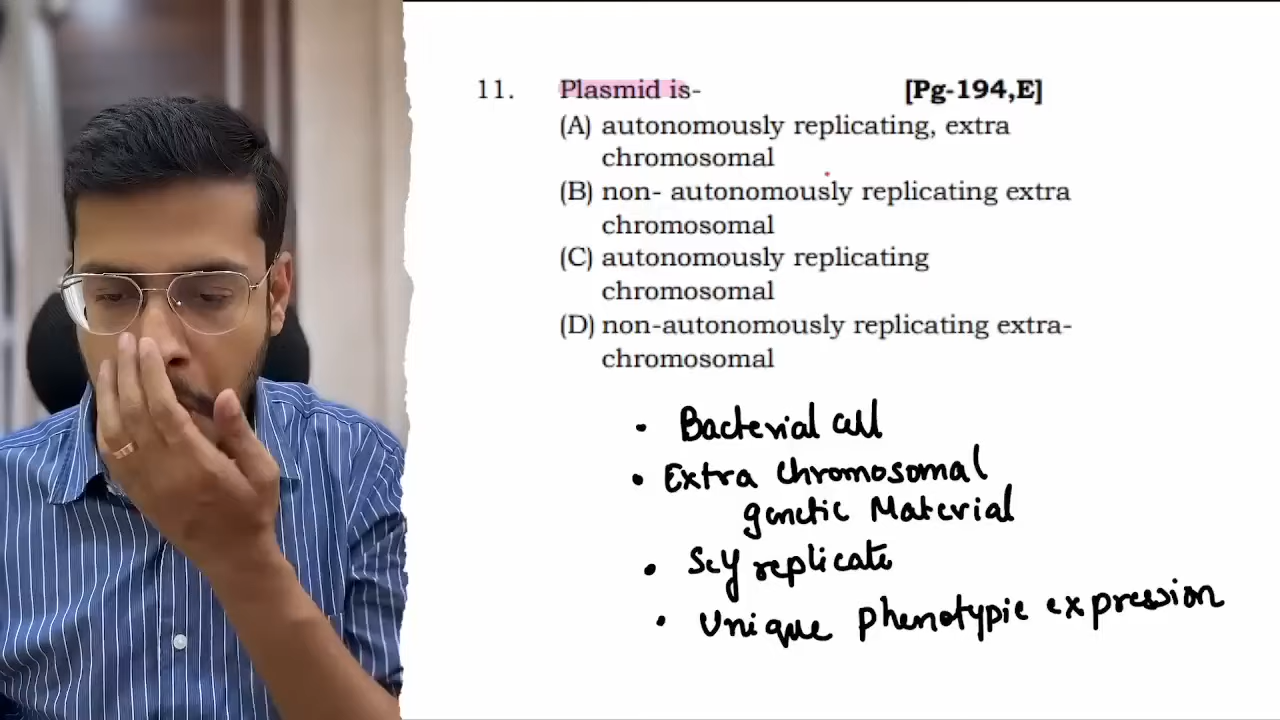 11. Plasmid is- [Pg-194,E]
(A) autonomously replicating, extra
chromosomal
(B) non- autonomously replicating extra
chromosomal
(C) autonomously replicating
chromosomal
(D) non-autonomously replicating extra-
chromosomal
• Bacterial cell
• Extra chromosomal
genetic Material
• Self replicate
• Unique phenotypic expression